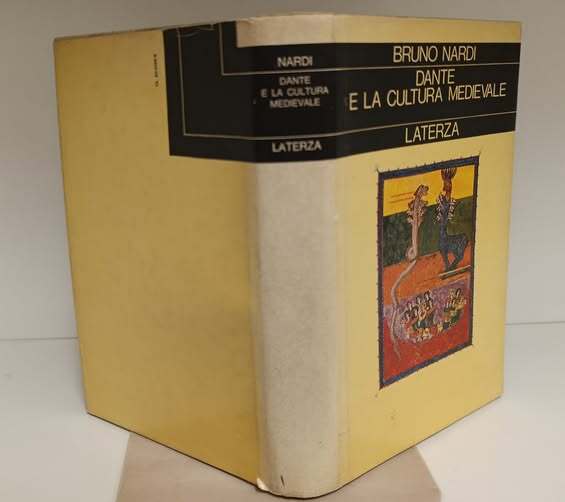 NARDI
DANTE
E LA CULTURA
MEDIEVALE
LATERZA
BRUNO NARDI
DANTE
E LA CULTURA MEDIEVALE
LATERZA